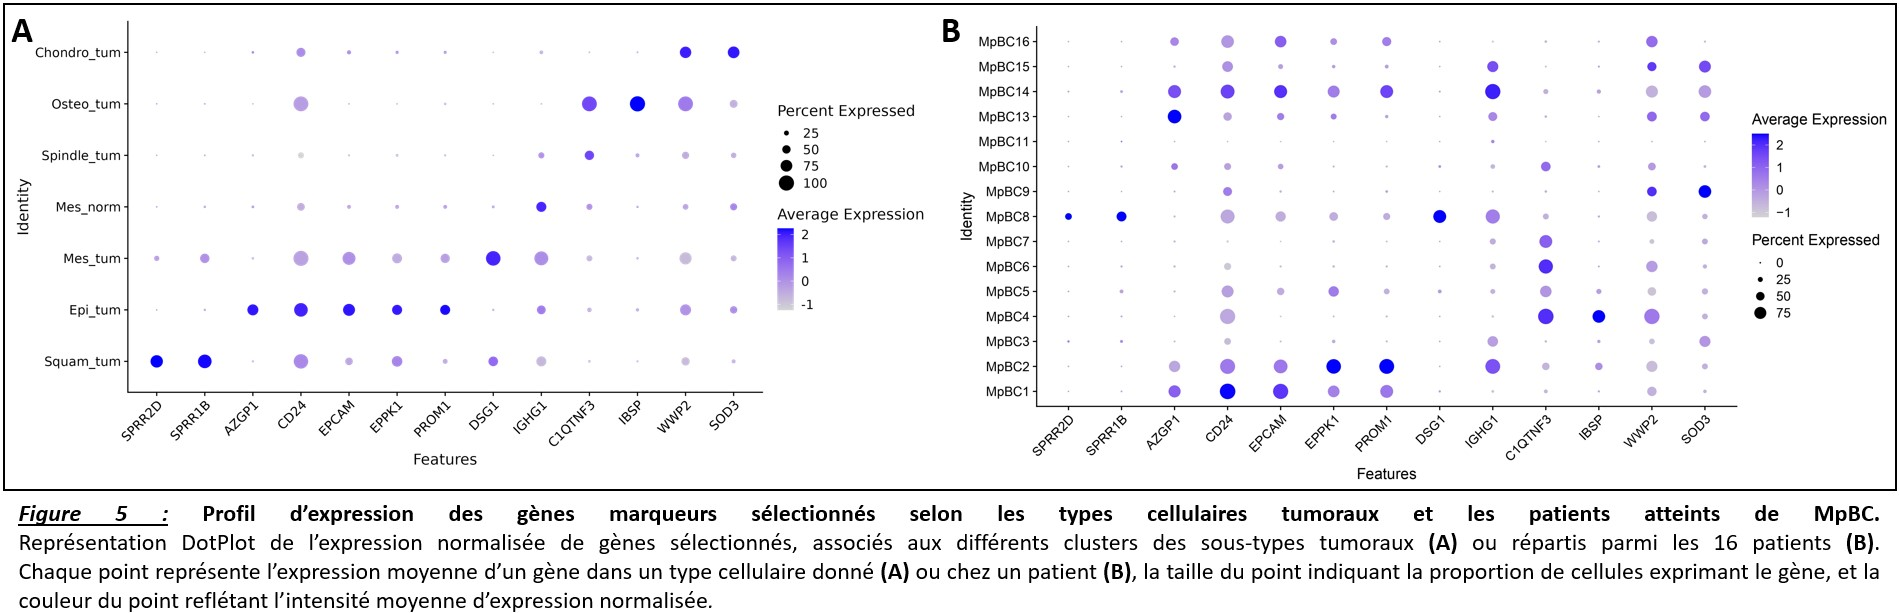 A
Chondro_tum
Osteo_tum
Spindle_tum
Mes_norm
Mes_tum
Epi_tum
Squam_tum
Identity
SPRR2D
SPRR1B
AZGP1
CD24
EPCAM
EPPK1
PROM1
DSG1
IGHG1
C1QTNF3
IBSP
WWP2
SOD3
Features
Percent Expressed
25
50
75
100
Average Expression
2
1
0
-1
B
MpBC16
MpBC15
MpBC14
MpBC13
MpBC11
MpBC10
MpBC9
MpBC8
MpBC7
MpBC6
MpBC5
MpBC4
MpBC3
MpBC2
MpBC1
Identity
SPRR2D
SPRR1B
AZGP1
CD24
EPCAM
EPPK1
PROM1
DSG1
IGHG1
C1QTNF3
IBSP
WWP2
SOD3
Features
Average Expression
2
1
0
−1
Percent Expressed
0
25
50
75
Figure 5 : Profil d’expression des gènes marqueurs sélectionnés selon les types cellulaires tumoraux et les patients atteints de MpBC.
Représentation DotPlot de l’expression normalisée de gènes sélectionnés, associés aux différents clusters des sous-types tumoraux (A) ou répartis parmi les 16 patients (B).
Chaque point représente l’expression moyenne d’un gène dans un type cellulaire donné (A) ou chez un patient (B), la taille du point indiquant la proportion de cellules exprimant le gène, et la
couleur du point reflétant l’intensité moyenne d’expression normalisée.